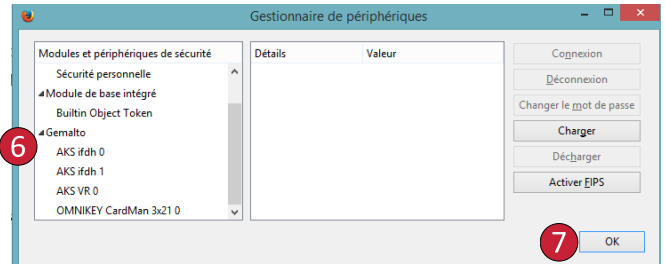 Gestionnaire de périphériques
Modules et périphériques de sécurité
Sécurité personnelle
Module de base intégré
Builtin Object Token
Gemalto
AKS ifdh 0
AKS ifdh 1
AKS VR 0
OMNIKEY CardMan 3x21 0
Détails Valeur
Connexion
Déconnexion
Changer le mot de passe
Charger
Décharger
Activer FIPS
6
7
OK